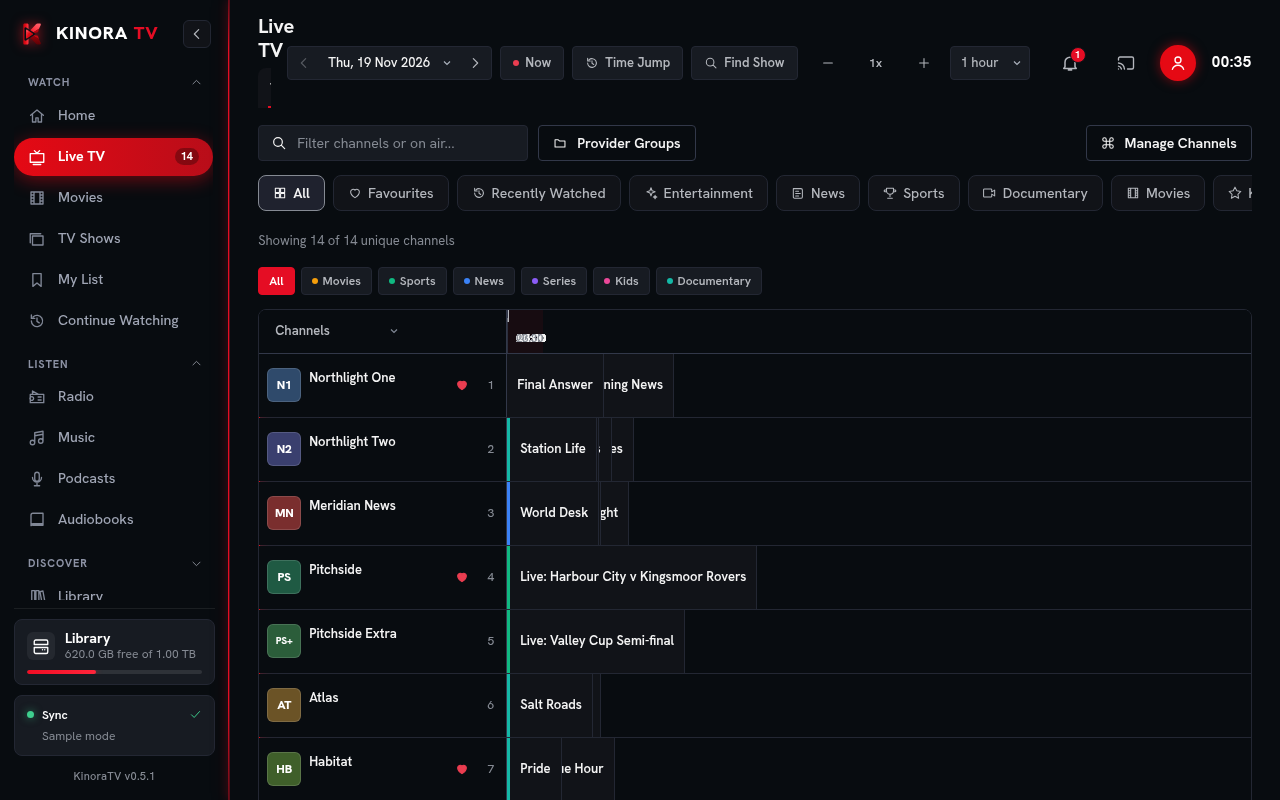 KINORA TV
WATCH
Home
Live TV
14
Movies
TV Shows
My List
Continue Watching
LISTEN
Radio
Music
Podcasts
Audiobooks
DISCOVER
Library
Library
620.0 GB free of 1.00 TB
Sync
Sample mode
KinoraTV v0.5.1
Live
TV
Thu, 19 Nov 2026
Now
Time Jump
Find Show
1x
1 hour
1
00:35
Filter channels or on air...
Provider Groups
Manage Channels
All
Favourites
Recently Watched
Entertainment
News
Sports
Documentary
Movies
Showing 14 of 14 unique channels
All
Movies
Sports
News
Series
Kids
Documentary
Channels
N1
Northlight One
1
Final Answer
ning News
N2
Northlight Two
2
Station Life
es
MN
Meridian News
3
World Desk
ght
PS
Pitchside
4
Live: Harbour City v Kingsmoor Rovers
PS+
Pitchside Extra
5
Live: Valley Cup Semi-final
AT
Atlas
6
Salt Roads
HB
Habitat
7
Pride
e Hour